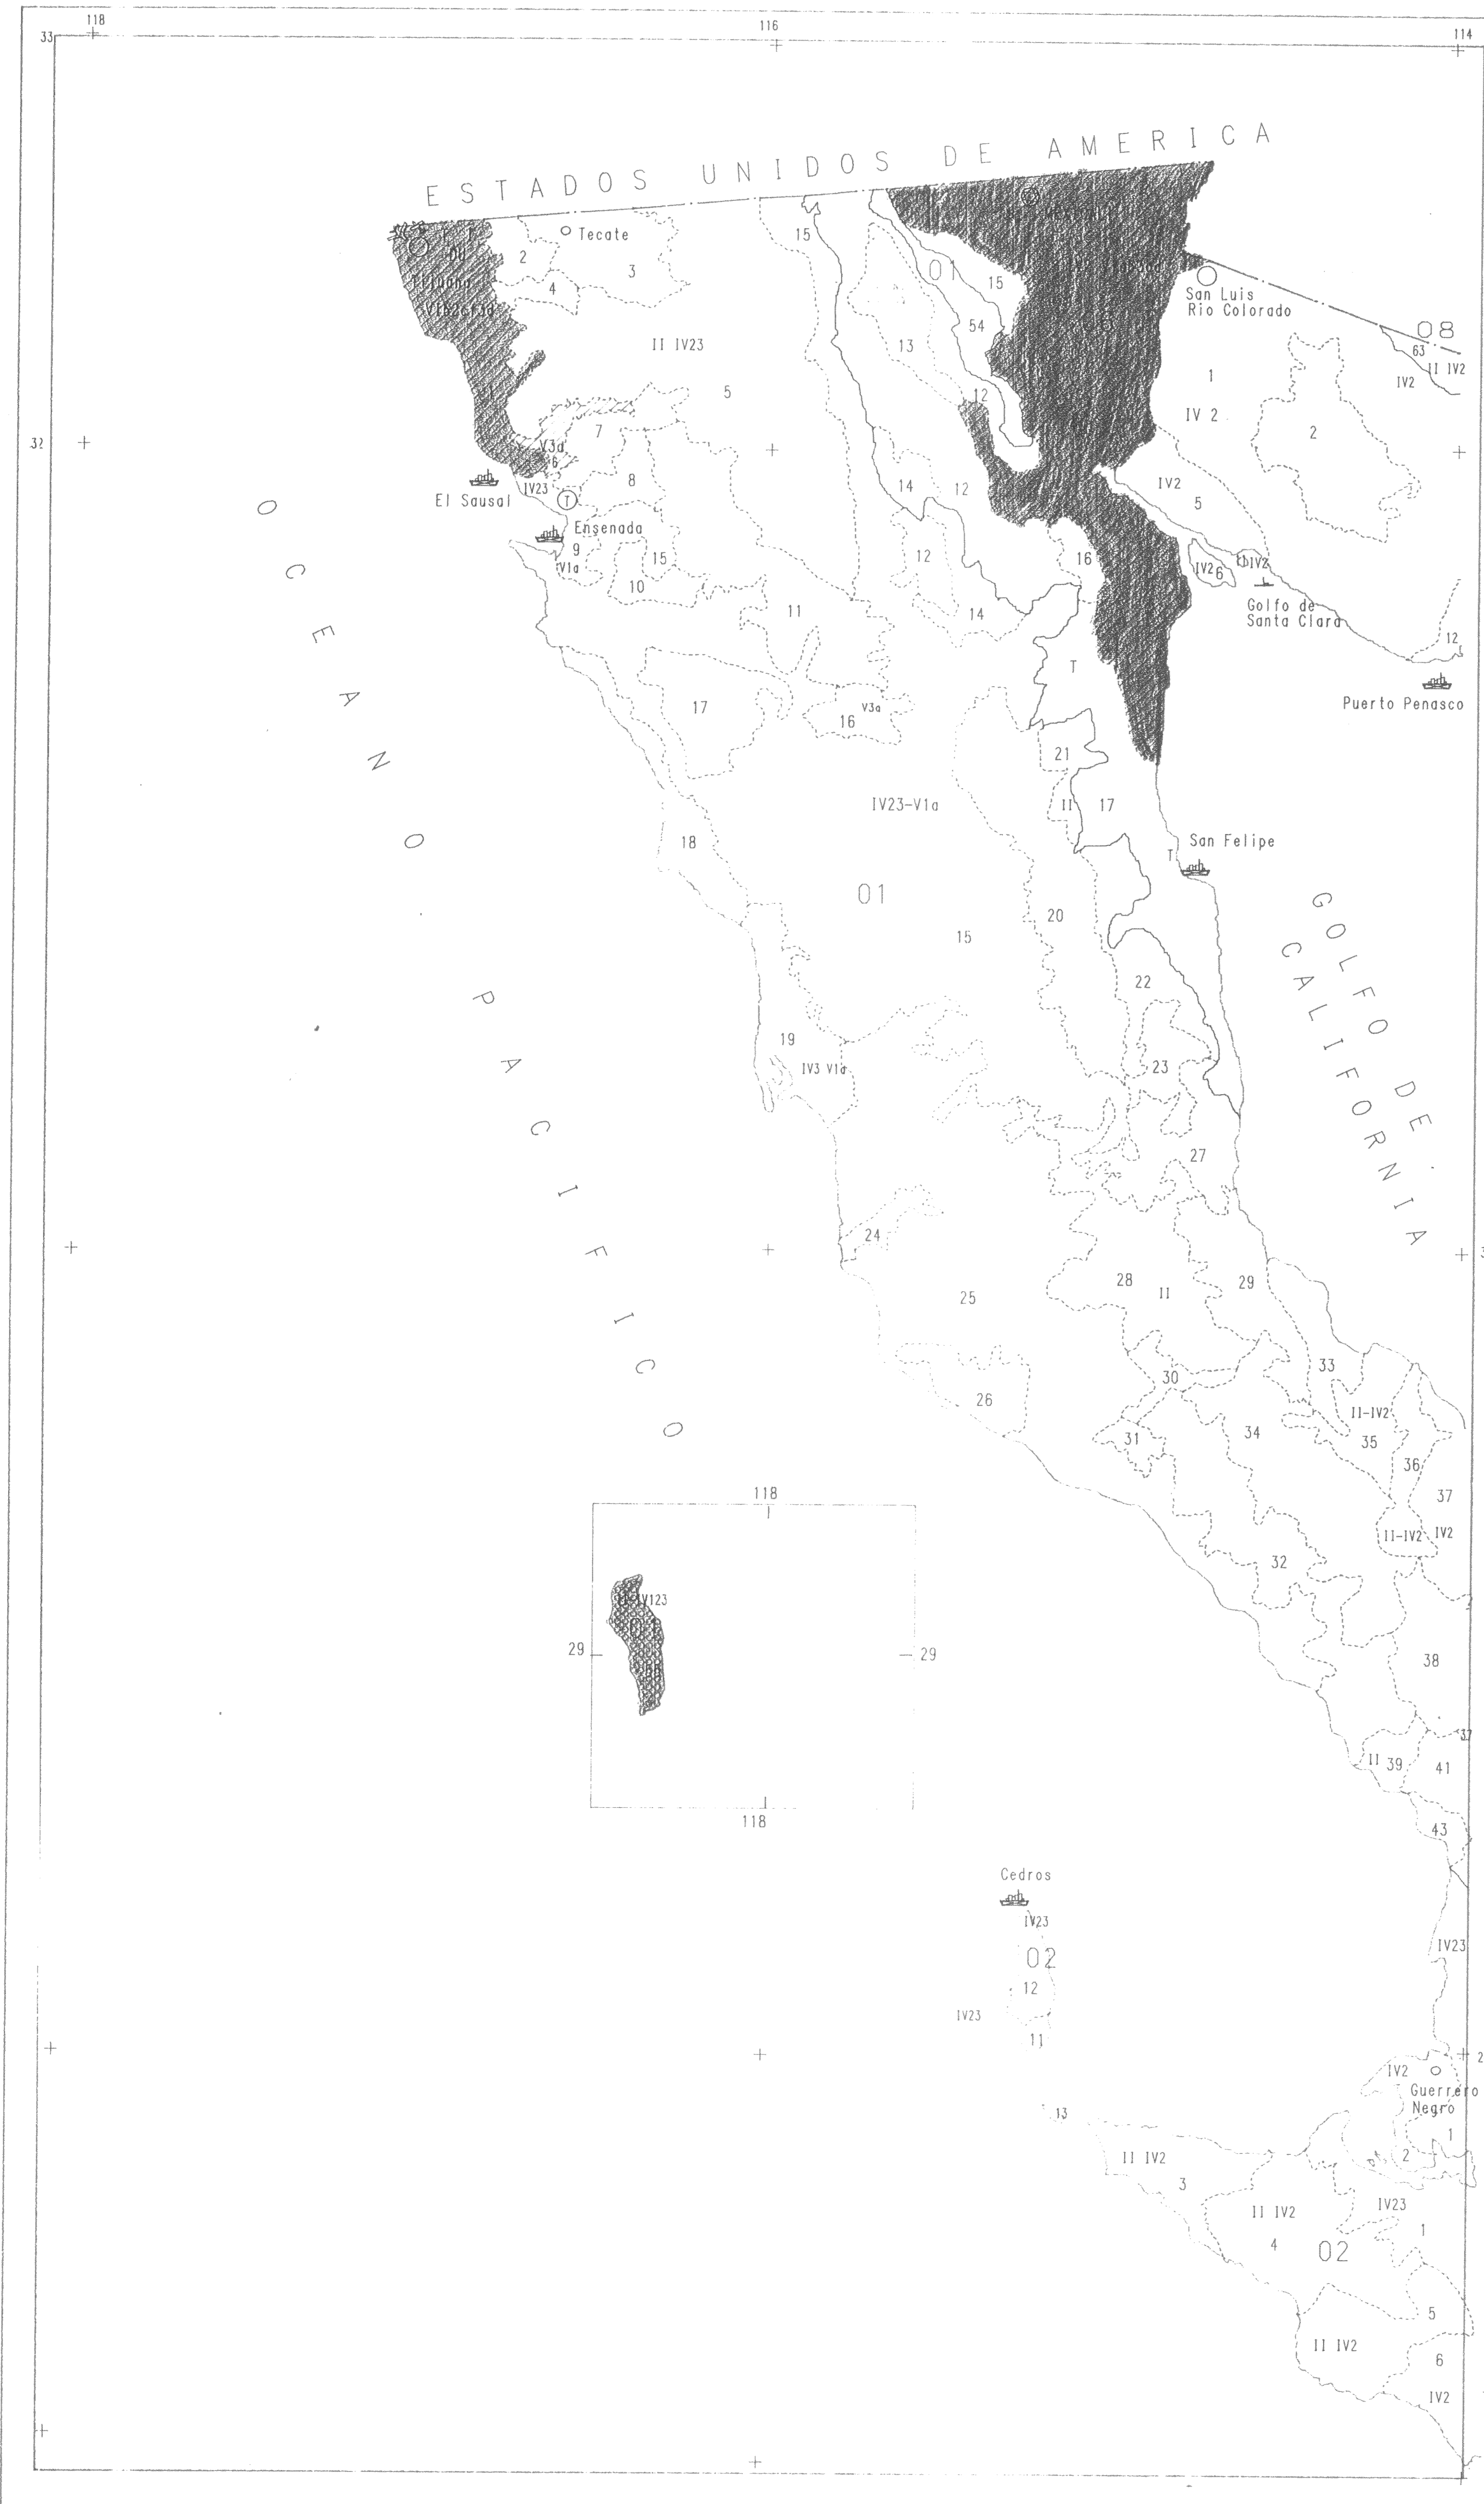 118
116
114
33
ESTADOS UNIDOS DE AMERICA
Tecate
2
3
4
15
01
15
54
13
San Luis
Rio Colorado
08
63
II IV2
IV2
II IV23
5
1
IV 2
2
12
32
7
V3a
6
8
IV23
T
El Sausal
Ensenada
9
V1a
15
10
14
12
IV2
5
16
12
IV2
6
IV2
Golfo de
Santa Clara
11
14
12
T
Puerto Penasco
17
V3a
16
21
IV23-V1a
II
17
18
San Felipe
T
01
15
20
22
OCEANO PACIFICO
GOLFO DE
CALIFORNIA
19
IV3 V1a
23
27
24
28
II
29
25
33
30
26
II-IV2
35
34
31
36
37
II-IV2
IV2
32
118
29
29
118
38
37
II 39
41
43
Cedros
IV23
02
12
IV23
11
IV23
IV2
Guerrero
Negro
13
1
2
II IV2
3
II IV2
4
IV23
1
02
5
II IV2
6
IV2